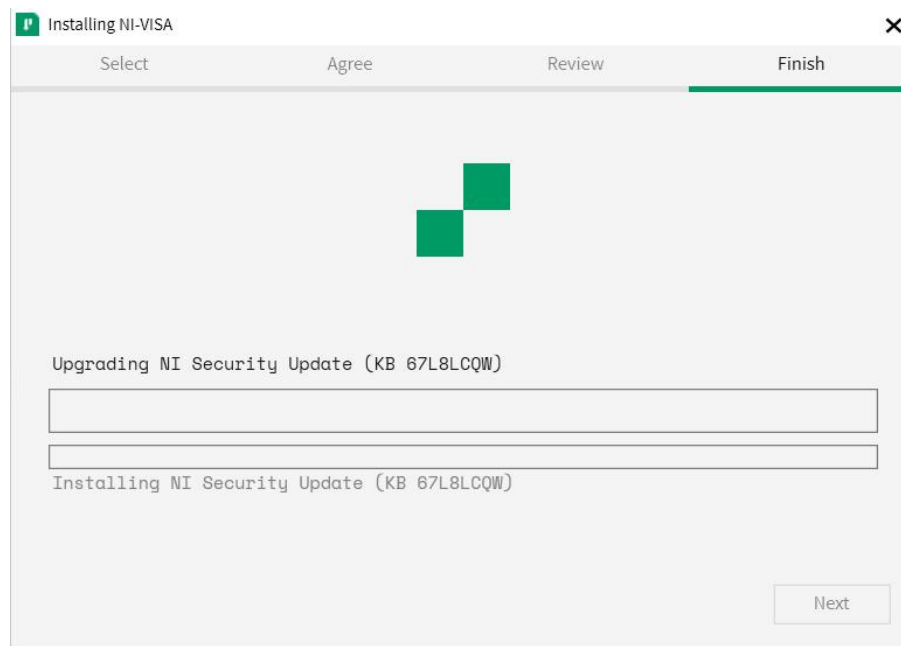 Installing NI-VISA
Select Agree Review Finish
Upgrading NI Security Update (KB 67L8LCQW)
Installing NI Security Update (KB 67L8LCQW)
Next